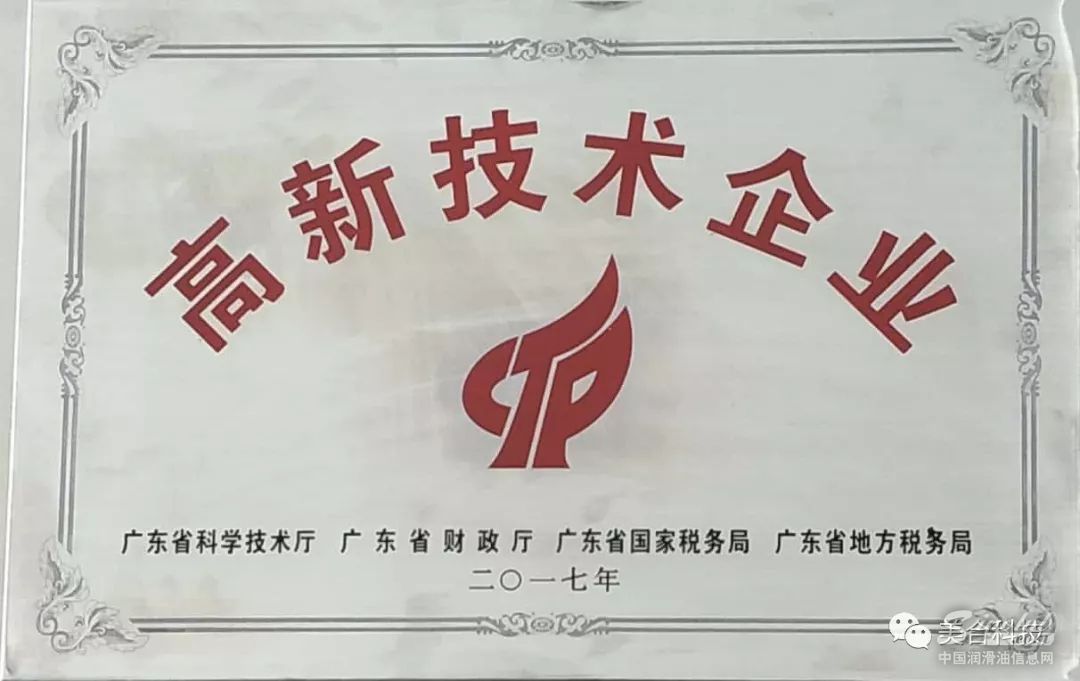 高新技术企业
广东省科学技术厅 广东省财政厅 广东省国家税务局 广东省地方税务局
二〇一七年
美合科技
中国润滑油信息网